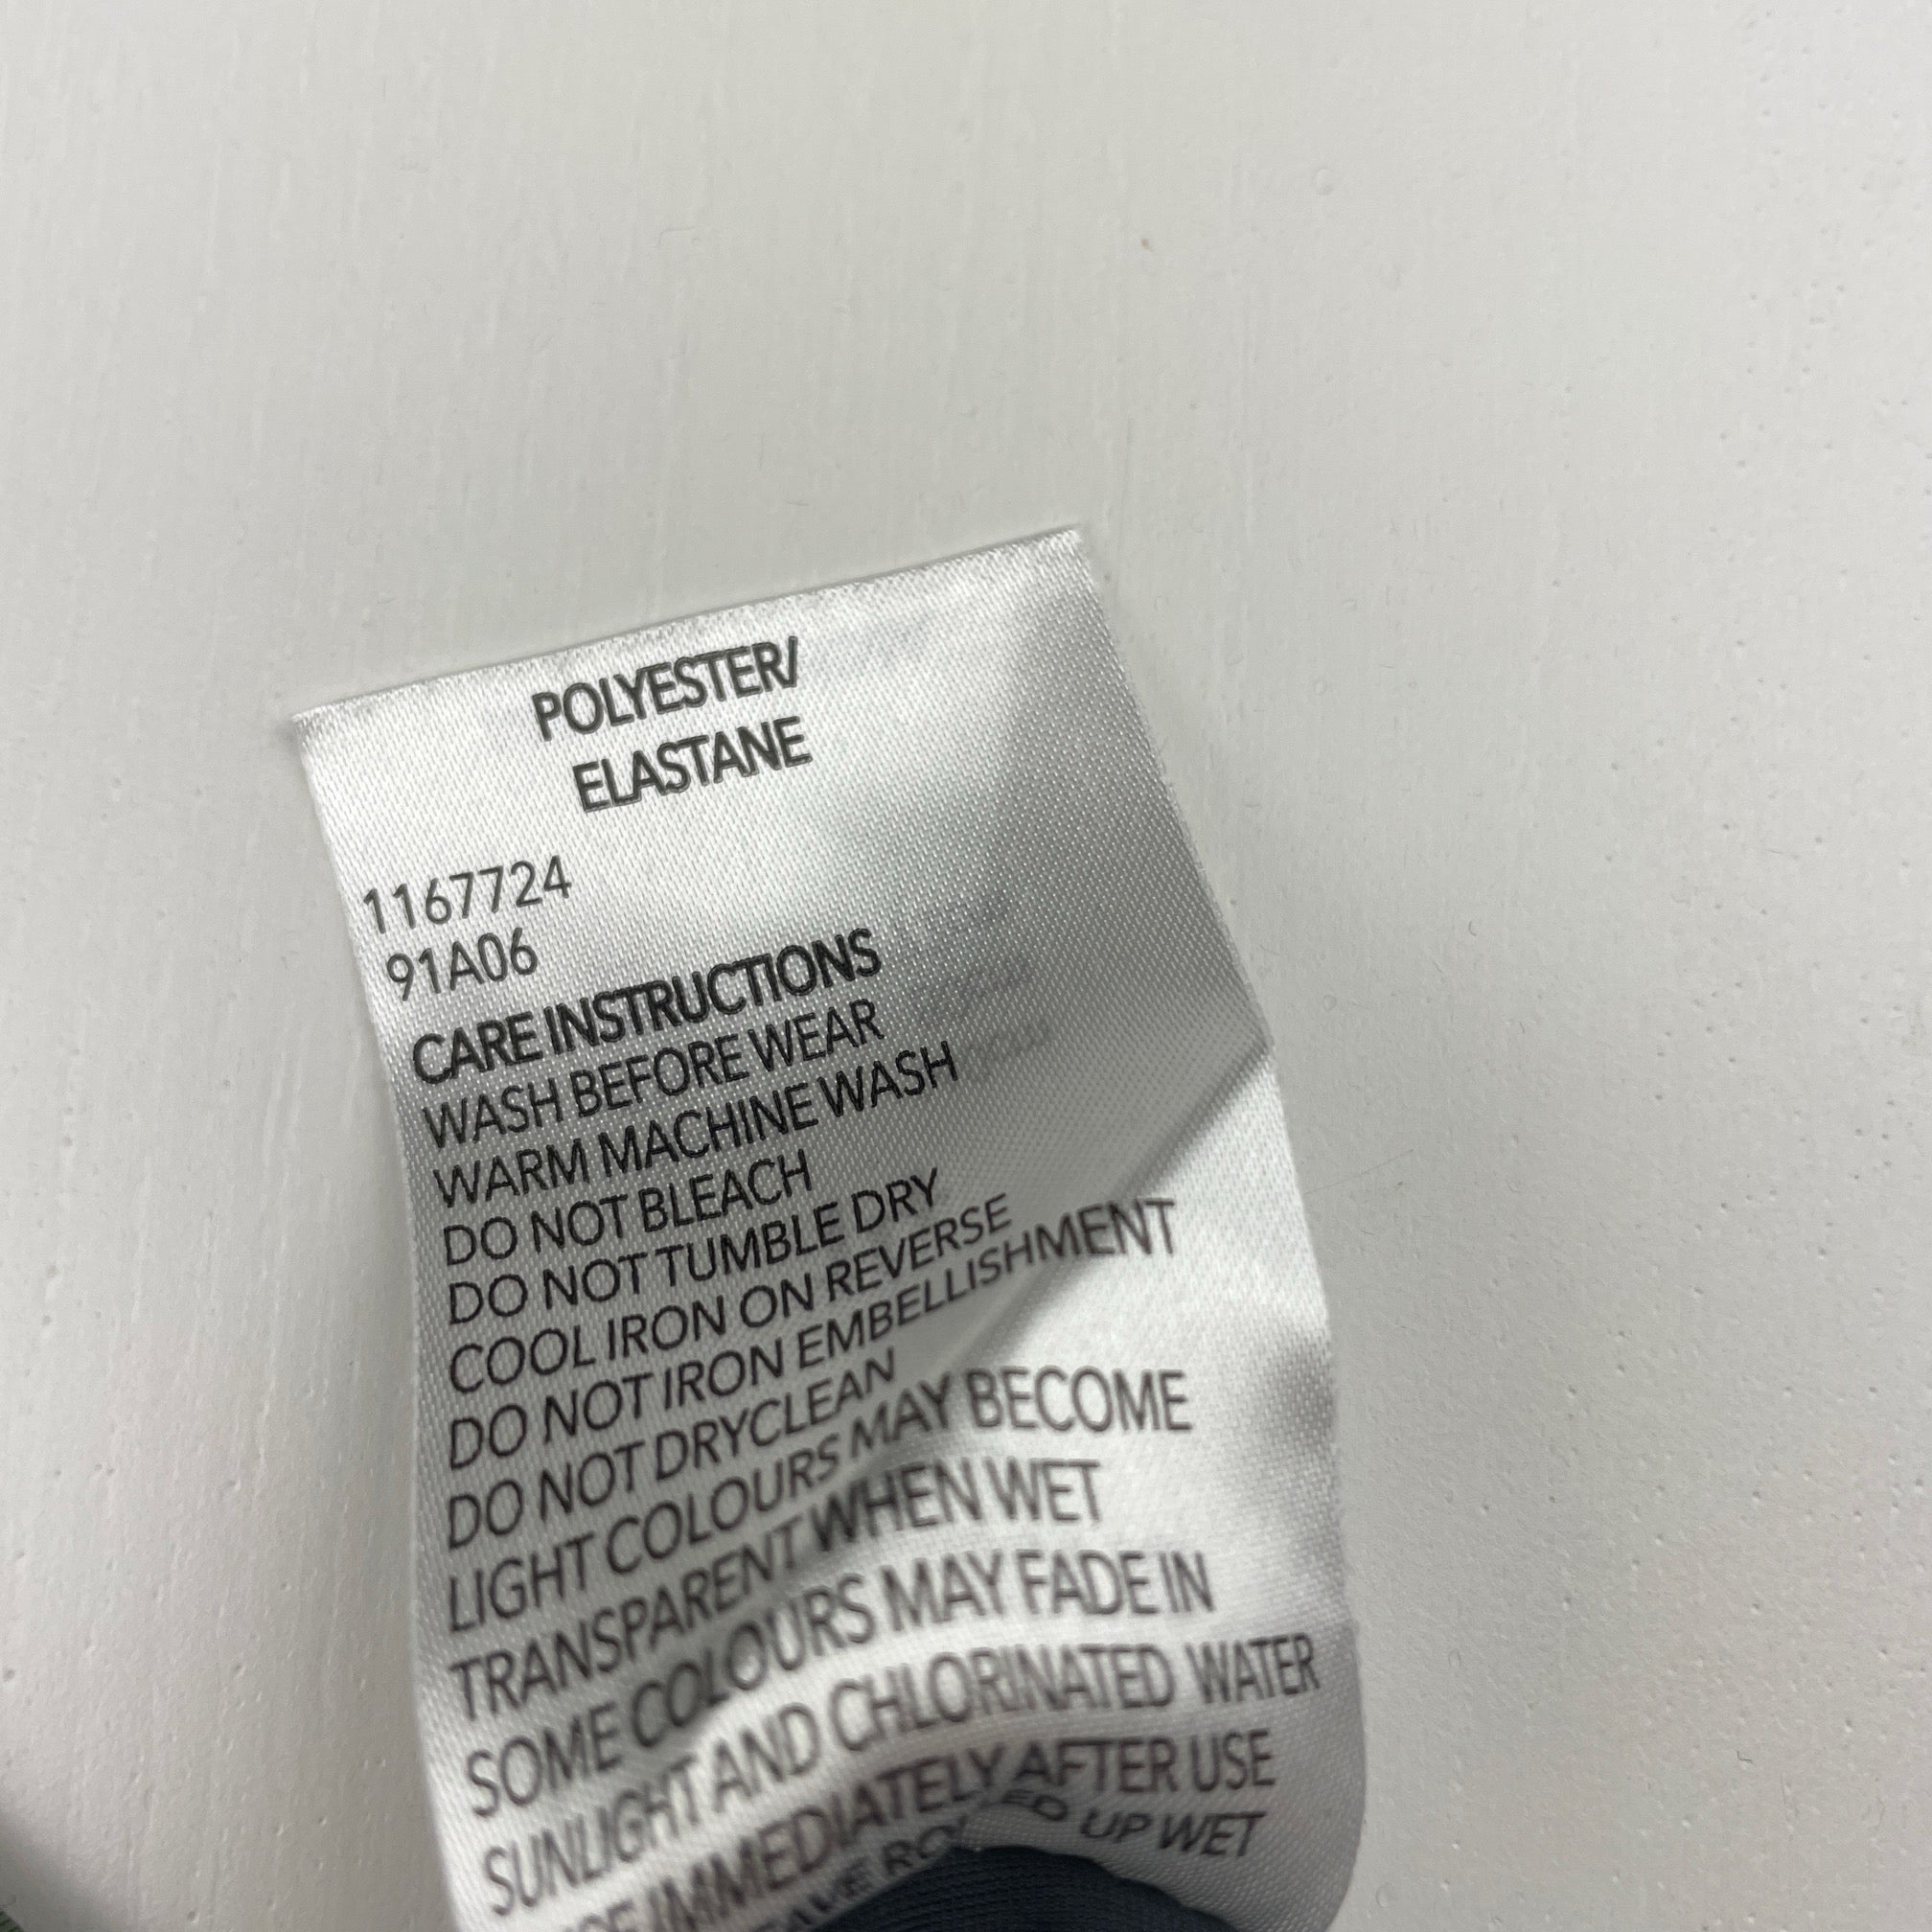 POLYESTER/
ELASTANE
1167724
91A06
CARE INSTRUCTIONS
WASH BEFORE WEAR
WARM MACHINE WASH
DO NOT BLEACH
DO NOT TUMBLE DRY
COOL IRON ON REVERSE
DO NOT IRON EMBELLISHMENT
DO NOT DRYCLEAN
LIGHT COLOURS MAY BECOME
TRANSPARENT WHEN WET
SOME COLOURS MAY FADE IN
SUNLIGHT AND CHLORINATED WATER
IMMEDIATELY AFTER USE
UP WET